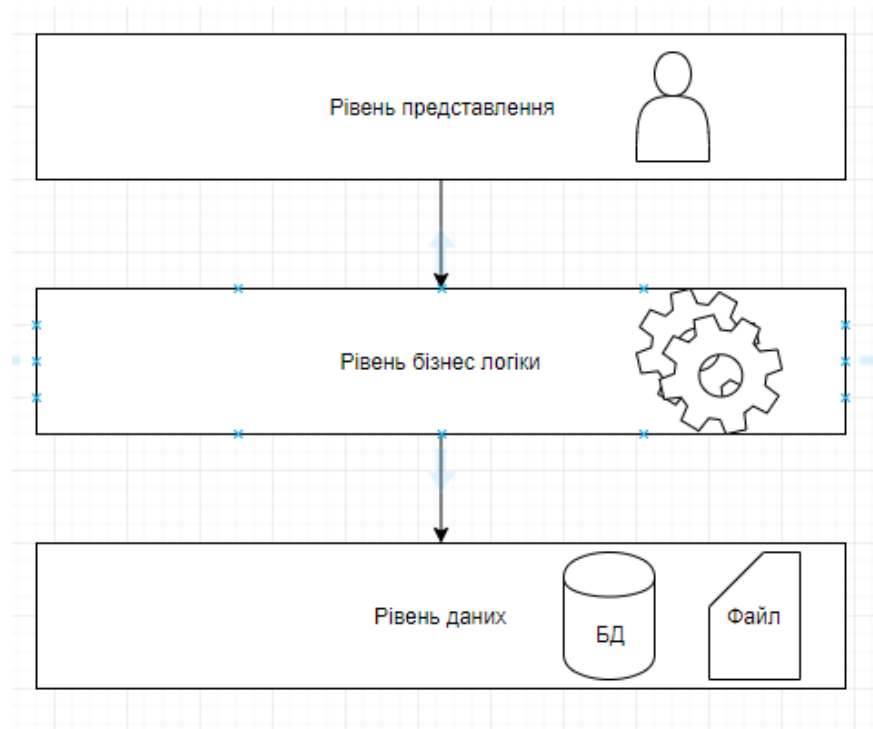 Рівень представлення
Рівень бізнес логіки
Рівень даних
БД
Файл